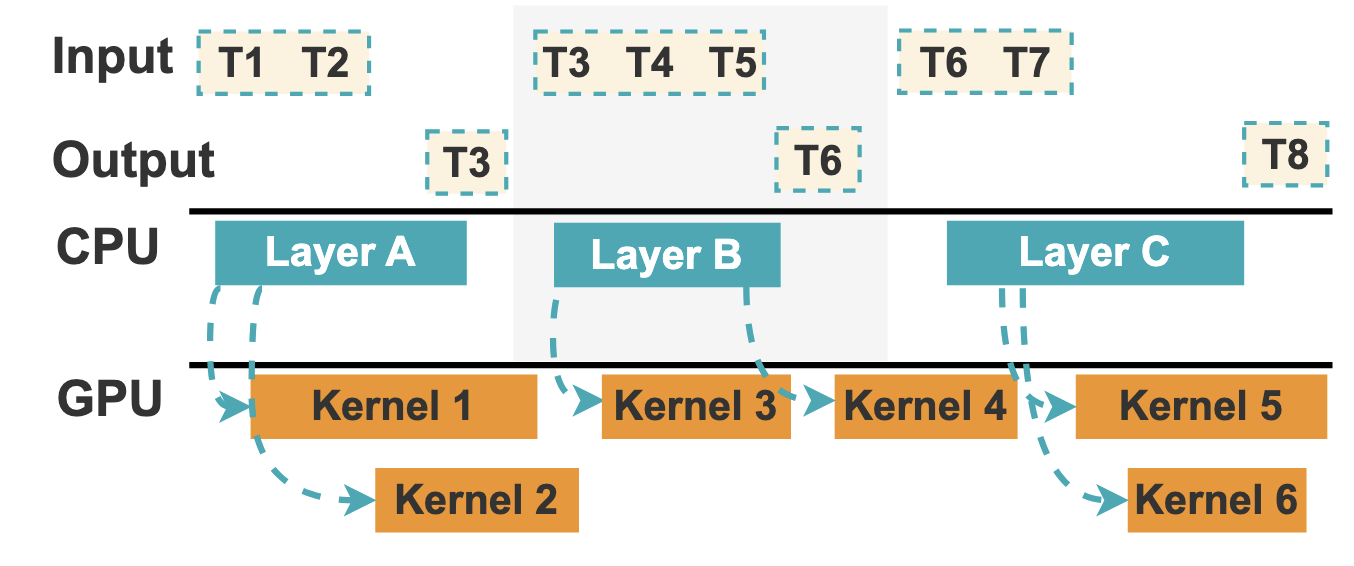 Input T1 T2 T3 T4 T5 T6 T7
Output T3 T6 T8
CPU Layer A Layer B Layer C
GPU Kernel 1 Kernel 3 Kernel 4 Kernel 5
Kernel 2 Kernel 6